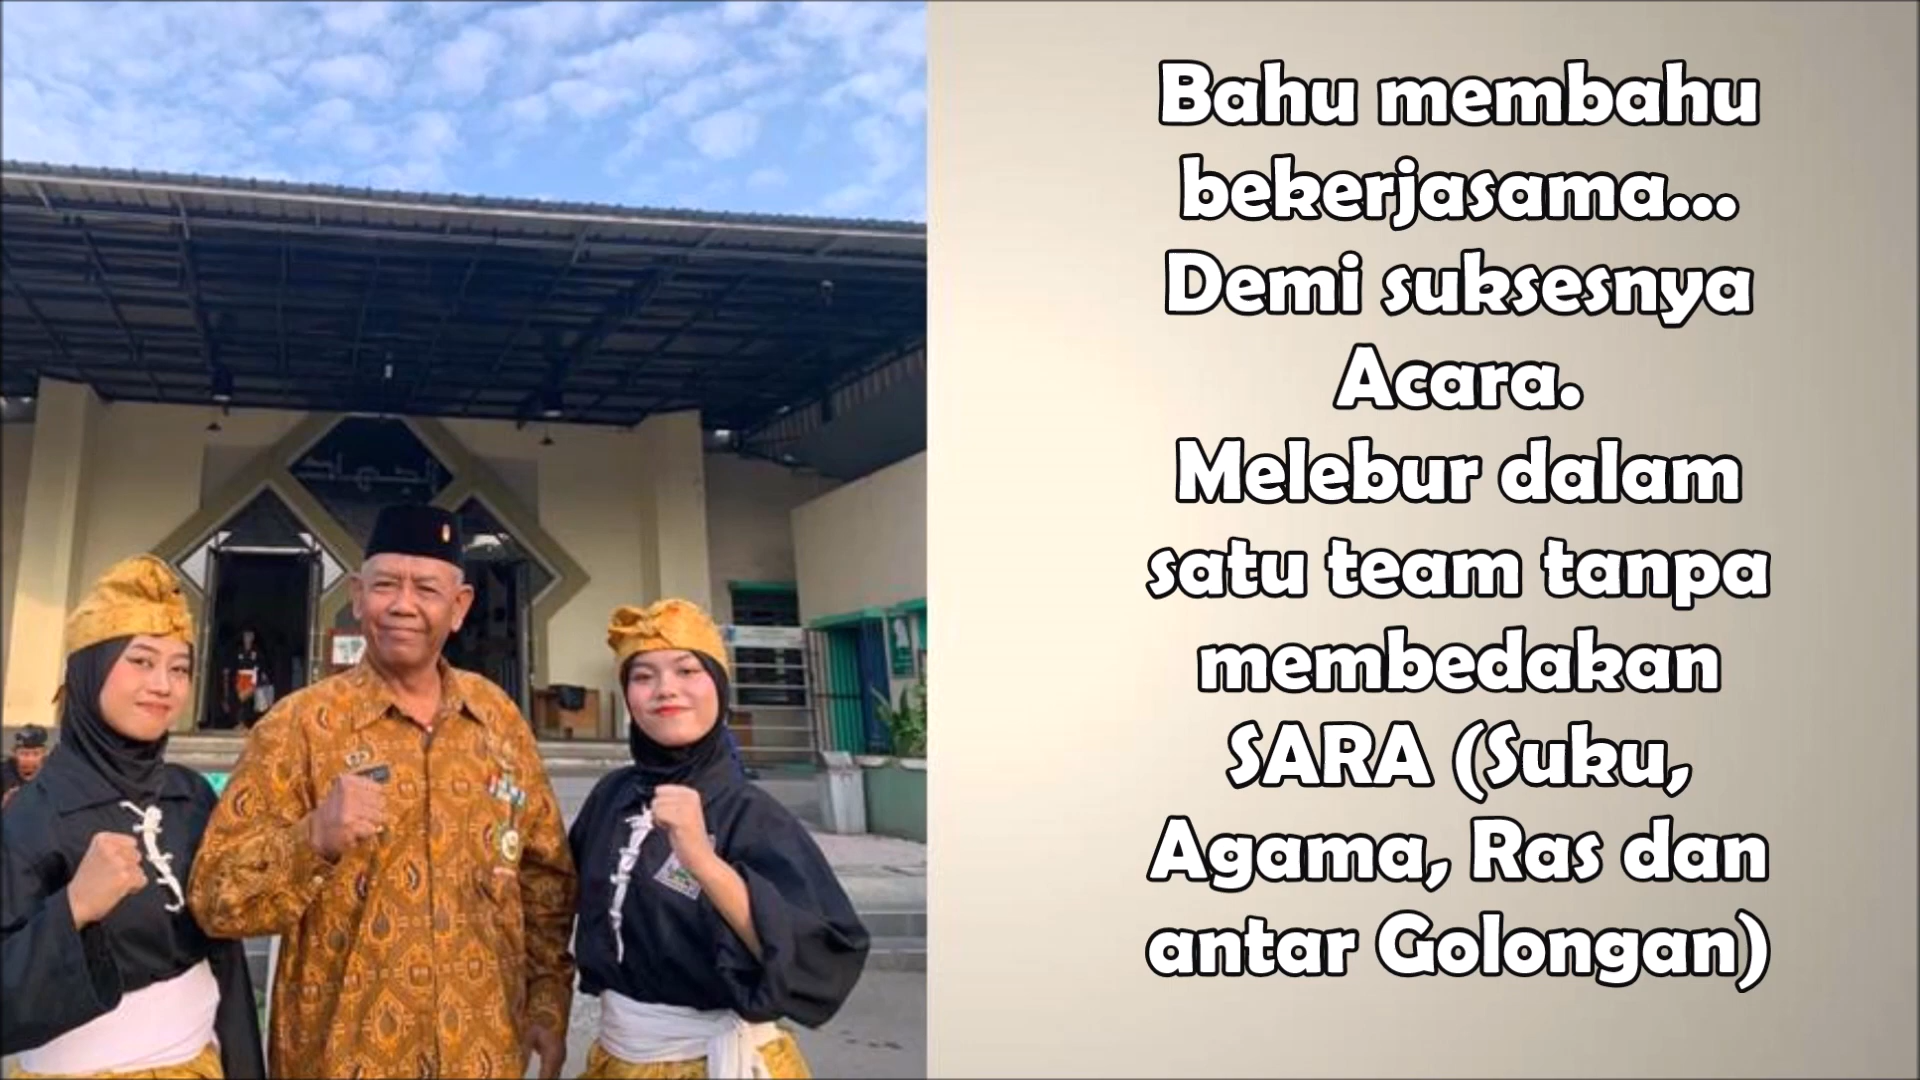 Bahu membahu
bekerjasama...
Demi suksesnya
Acara.
Melebur dalam
satu team tanpa
membedakan
SARA (Suku,
Agama, Ras dan
antar Golongan)